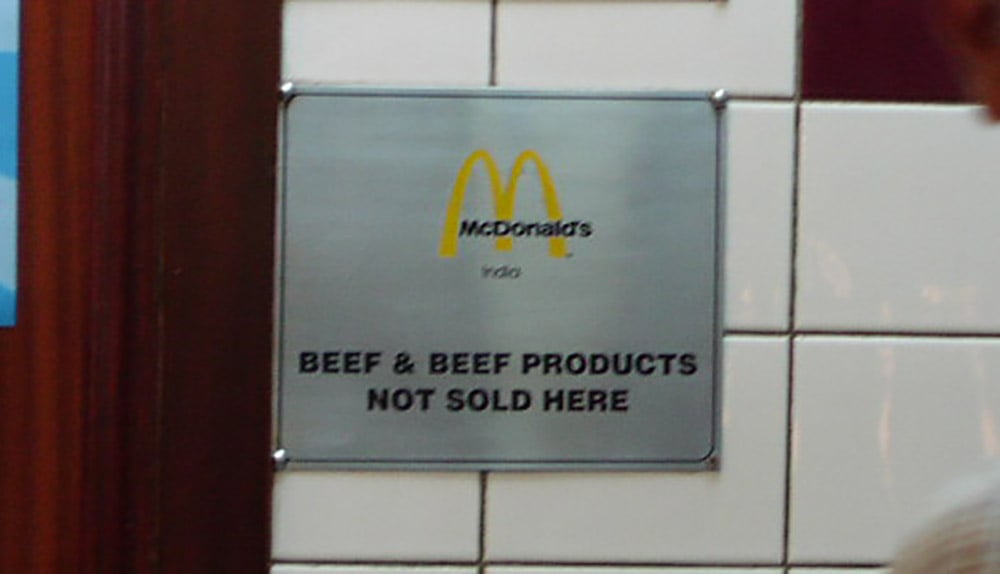 McDonald's
India
BEEF & BEEF PRODUCTS
NOT SOLD HERE